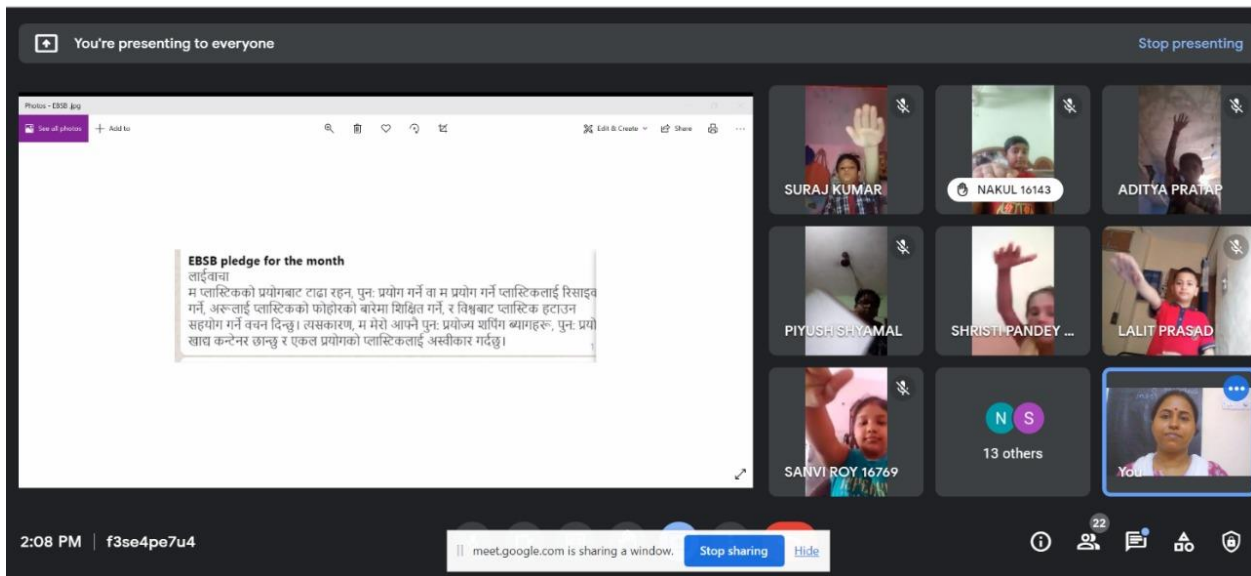 You're presenting to everyone
Stop presenting
Photos - EBSB .jpg
See all photos
Add to
Edit & Create
Share
EBSB pledge for the month
लाईवाचा
म प्लास्टिकको प्रयोगबाट टाढा रहन, पुन: प्रयोग गर्ने वा म प्रयोग गर्ने प्लास्टिकलाई रिसाइक
गर्ने, अरूलाई प्लास्टिकको फोहोरको बारेमा शिक्षित गर्ने, र विश्वबाट प्लास्टिक हटाउन
सहयोग गर्ने वचन दिन्छु। त्यसकारण, म मेरो आफ्नै पुन: प्रयोज्य शपिंग ब्यागहरू, पुन: प्रयो
खाद्य कन्टेनर छान्छु र एकल प्रयोगको प्लास्टिकलाई अस्वीकार गर्दछु।
SURAJ KUMAR
NAKUL 16143
ADITYA PRATAP
PIYUSH SHYAMAL
SHRISTI PANDEY ...
LALIT PRASAD
SANVI ROY 16769
N S
13 others
You
2:08 PM | f3se4pe7u4
meet.google.com is sharing a window.
Stop sharing
Hide
22